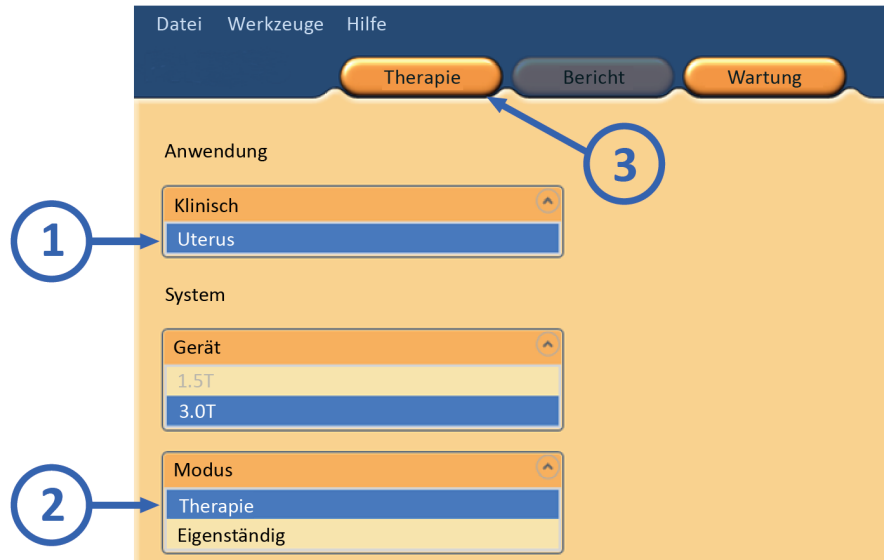 Datei Werkzeuge Hilfe
Therapie Bericht Wartung
3
Anwendung
Klinisch
1
Uterus
System
Gerät
1.5T
3.0T
Modus
2
Therapie
Eigenständig